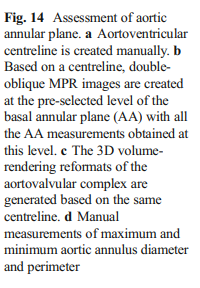 Fig. 14 Assessment of aortic
annular plane. a Aortoventricular
centreline is created manually. b
Based on a centreline, double-
oblique MPR images are created
at the pre-selected level of the
basal annular plane (AA) with all
the AA measurements obtained at
this level. c The 3D volume-
rendering reformats of the
aortovalvular complex are
generated based on the same
centreline. d Manual
measurements of maximum and
minimum aortic annulus diameter
and perimeter